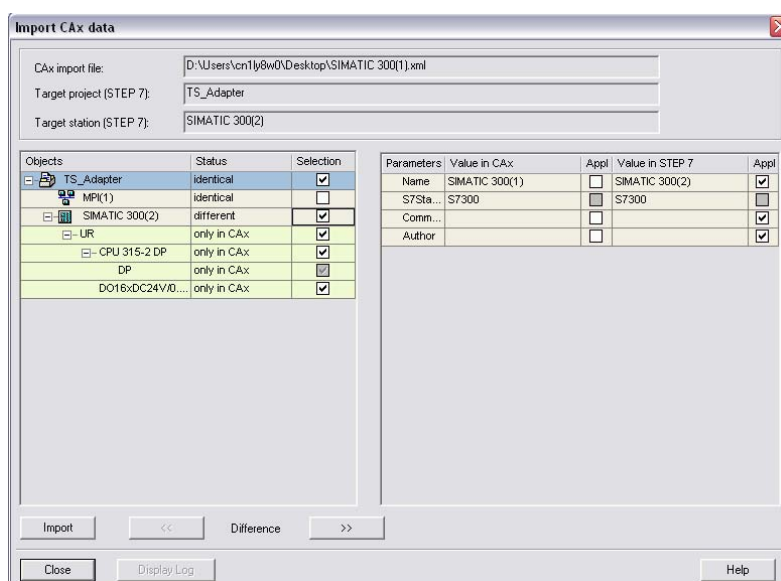 Import CAx data
CAx import file: D:\Users\cn1ly8w0\Desktop\SIMATIC 300(1).xml
Target project (STEP 7): TS_Adapter
Target station (STEP 7): SIMATIC 300(2)
Objects Status Selection
TS_Adapter identical
MPI(1) identical
SIMATIC 300(2) different
UR only in CAx
CPU 315-2 DP only in CAx
DP only in CAx
DO16xDC24V/0.... only in CAx
Parameters Value in CAx Appl Value in STEP 7 Appl
Name SIMATIC 300(1) SIMATIC 300(2)
S7Sta... S7300 S7300
Comm...
Author
Import << Difference >>
Close Display Log Help